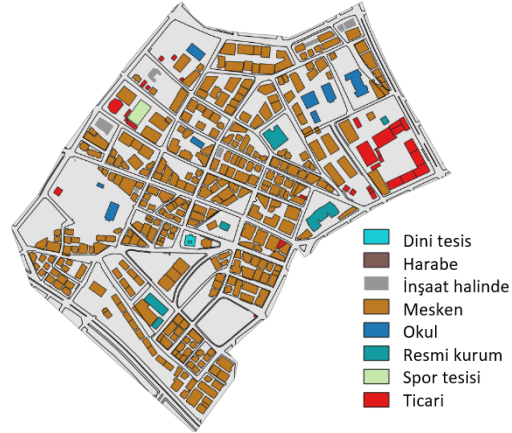 Dini tesis
Harabe
İnşaat halinde
Mesken
Okul
Resmi kurum
Spor tesisi
Ticari